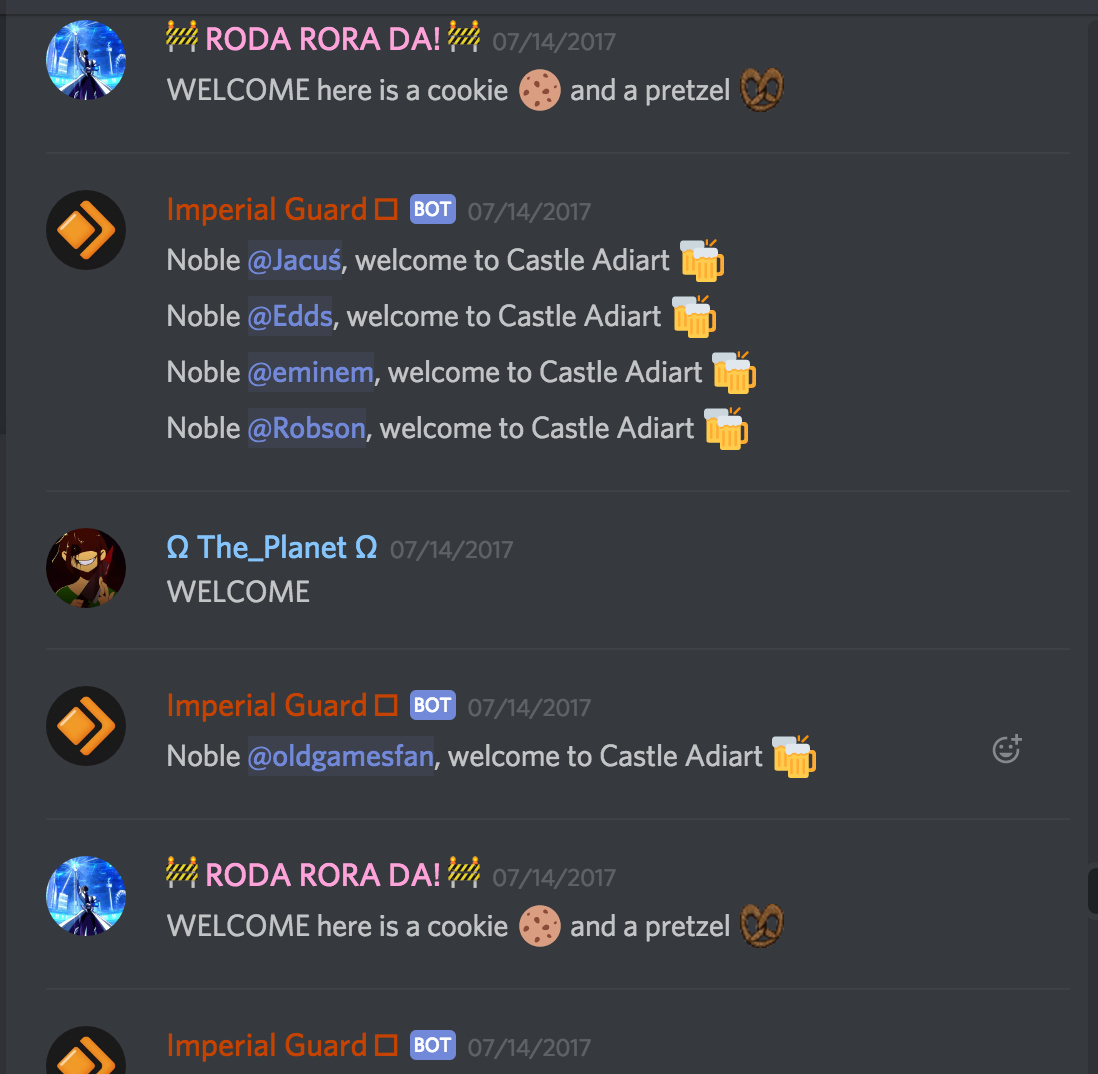 🚧 RODA RORA DA! 🚧 07/14/2017
WELCOME here is a cookie 🍪 and a pretzel 🥨
Imperial Guard □ BOT 07/14/2017
Noble @Jacuś, welcome to Castle Adiart 🍻
Noble @Edds, welcome to Castle Adiart 🍻
Noble @eminem, welcome to Castle Adiart 🍻
Noble @Robson, welcome to Castle Adiart 🍻
Ω The_Planet Ω 07/14/2017
WELCOME
Imperial Guard □ BOT 07/14/2017
Noble @oldgamesfan, welcome to Castle Adiart 🍻
🚧 RODA RORA DA! 🚧 07/14/2017
WELCOME here is a cookie 🍪 and a pretzel 🥨
Imperial Guard □ BOT 07/14/2017